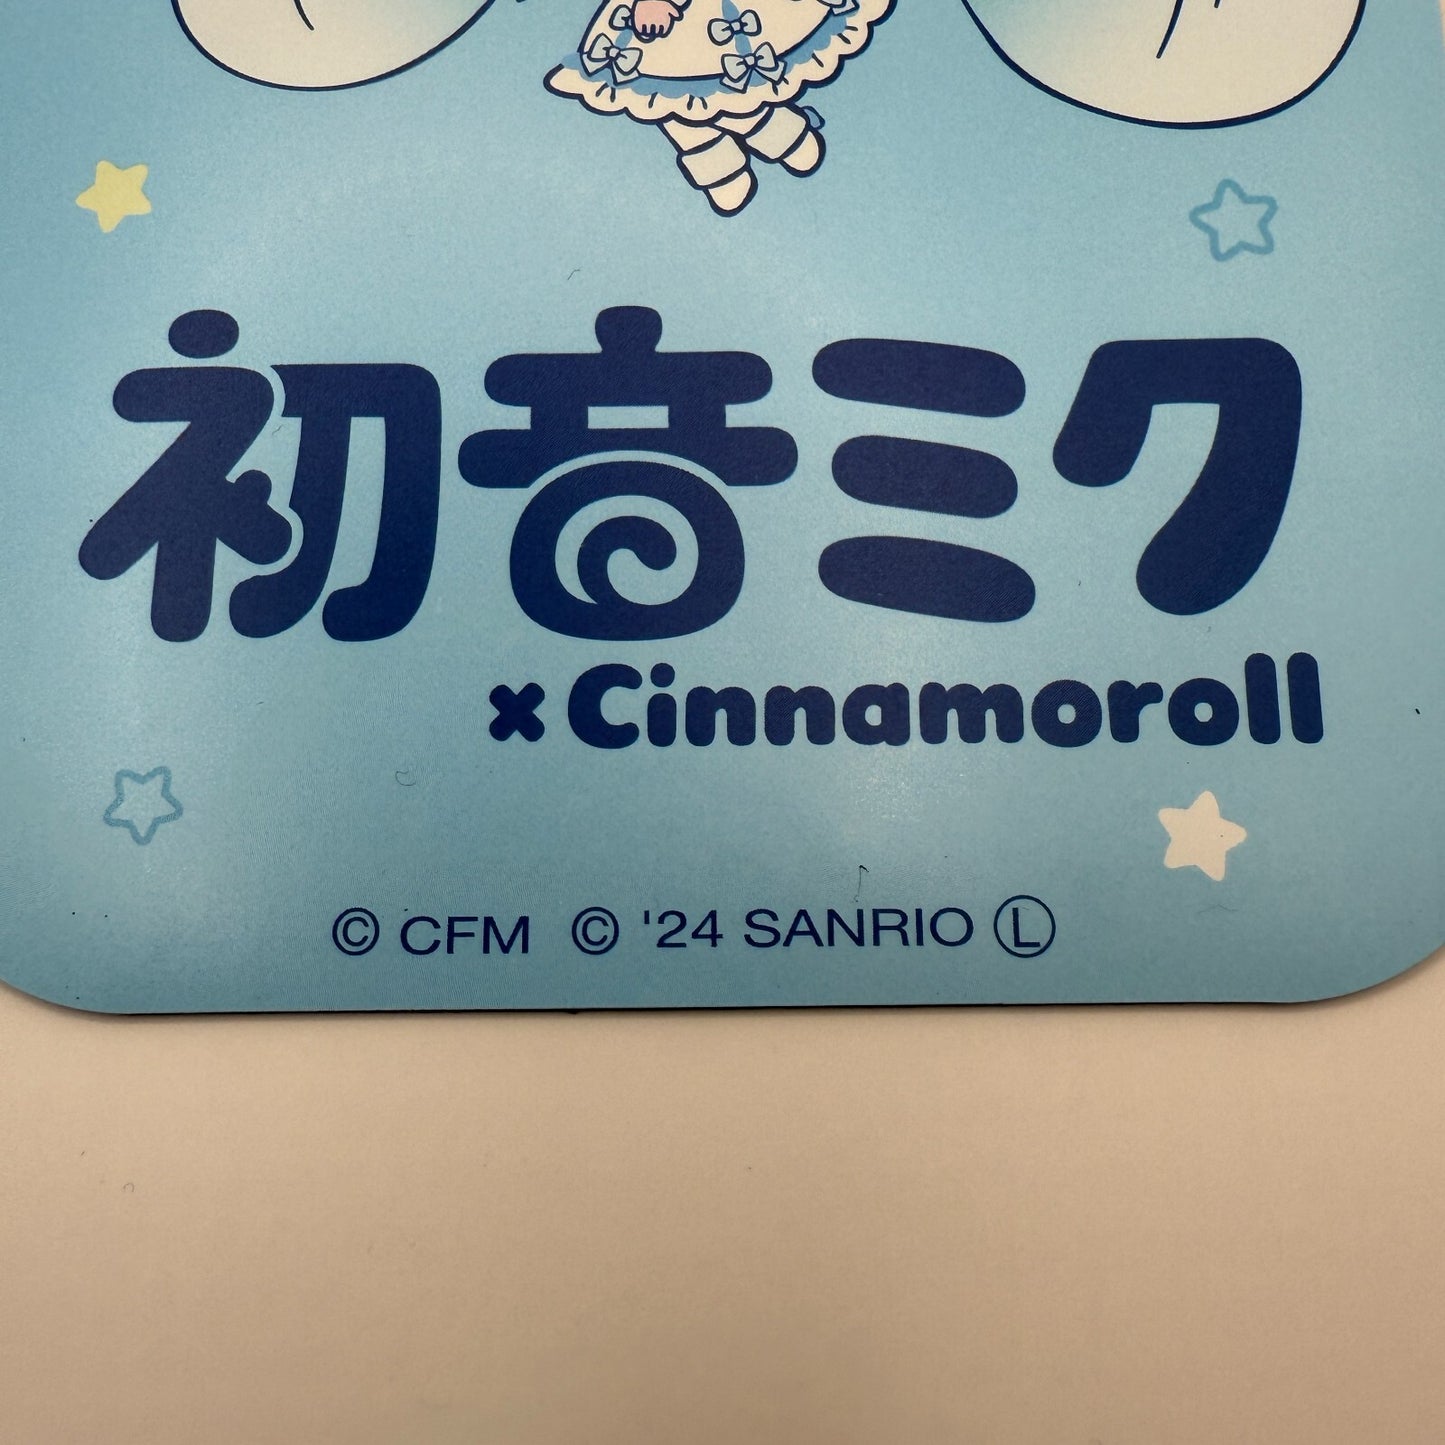 初音ミク
×Cinnamoroll
© CFM © '24 SANRIO Ⓛ